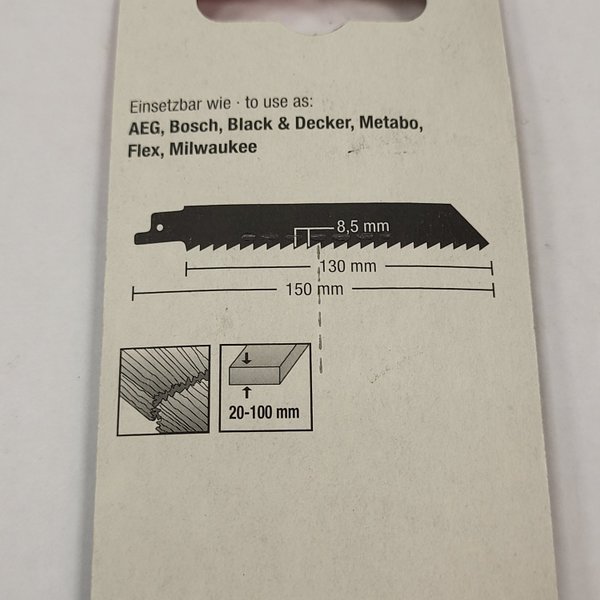 Einsetzbar wie · to use as:
AEG, Bosch, Black & Decker, Metabo,
Flex, Milwaukee
8,5 mm
130 mm
150 mm
20-100 mm